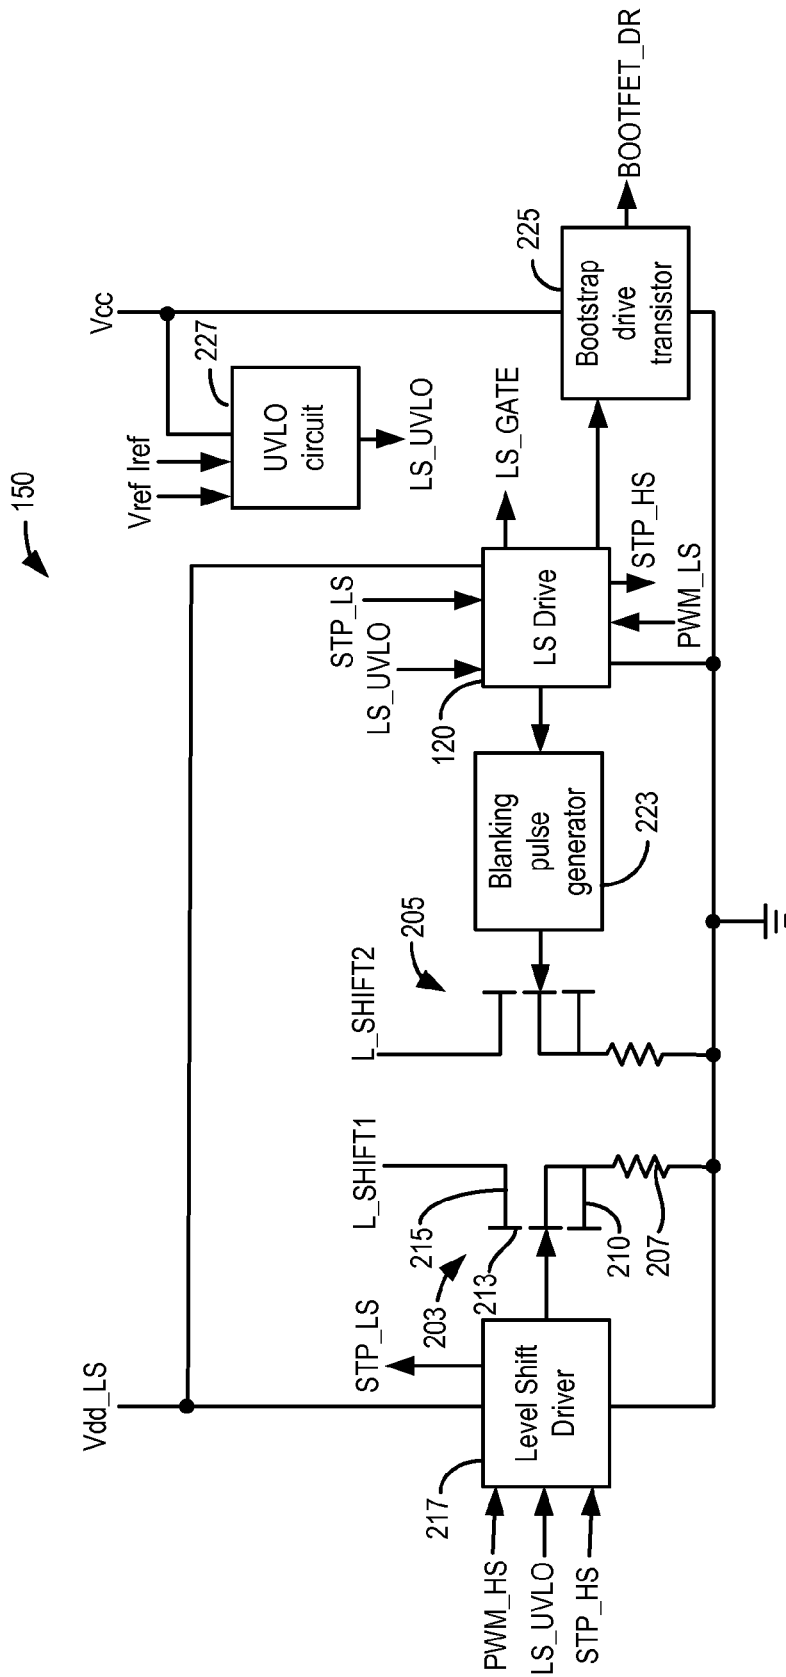 150
Vdd_LS
Vcc
Vref
Iref
227
UVLO
circuit
LS_UVLO
STP_LS
L_SHIFT1
L_SHIFT2
205
STP_LS
LS_UVLO
LS_GATE
225
BOOTFET_DR
Bootstrap
drive
transistor
217
Level Shift
Driver
PWM_HS
LS_UVLO
STP_HS
203
215
213
210
207
Blanking
pulse
generator
223
120
LS Drive
STP_HS
PWM_LS